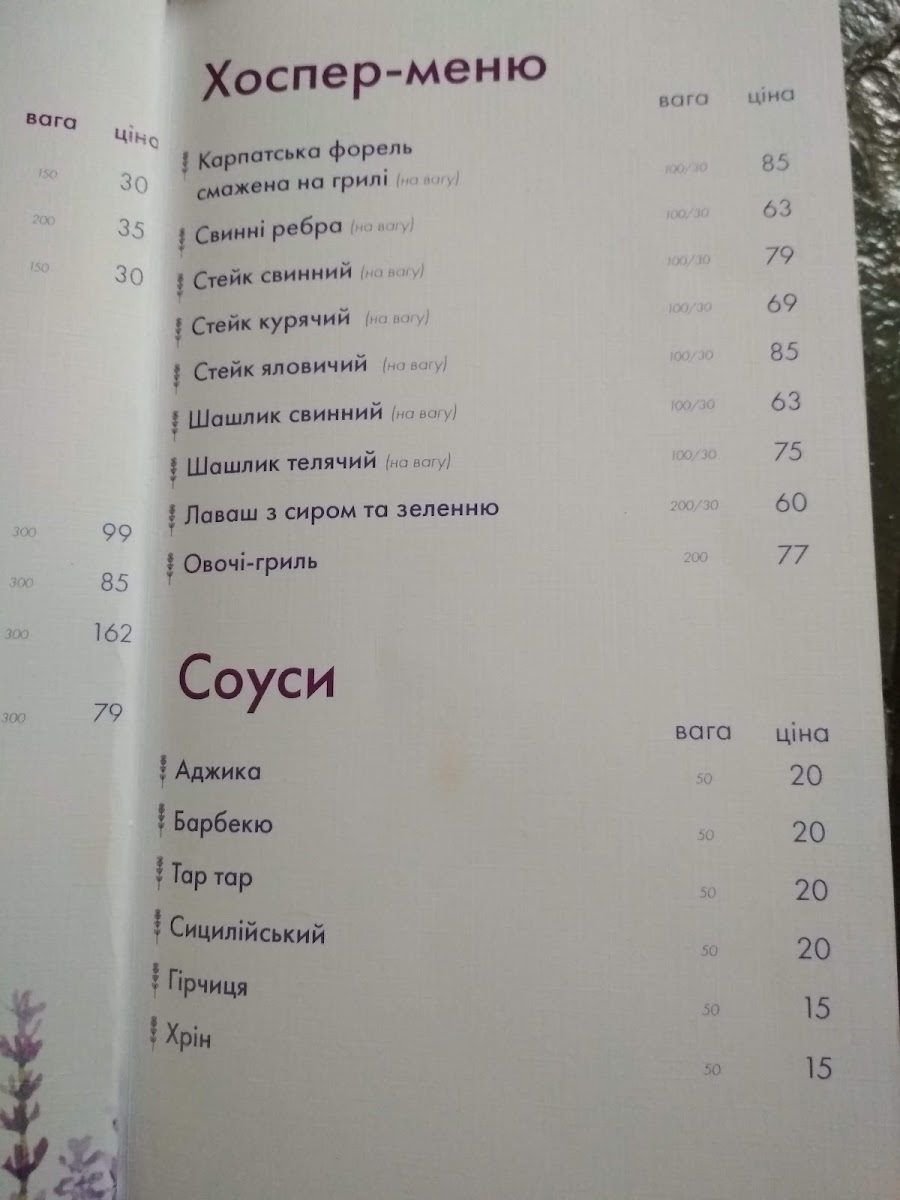 вага ціна
150 30
200 35
150 30
300 99
300 85
300 162
300 79
Хоспер-меню
вага ціна
Карпатська форель
смажена на грилі (на вагу) 100/30 85
Свинні ребра (на вагу) 100/30 63
Стейк свинний (на вагу) 100/30 79
Стейк курячий (на вагу) 100/30 69
Стейк яловичий (на вагу) 100/30 85
Шашлик свинний (на вагу) 100/30 63
Шашлик телячий (на вагу) 100/30 75
Лаваш з сиром та зеленню 200/30 60
Овочі-гриль 200 77
Соуси
вага ціна
Аджика 50 20
Барбекю 50 20
Тар тар 50 20
Сицилійський 50 20
Гірчиця 50 15
Хрін 50 15